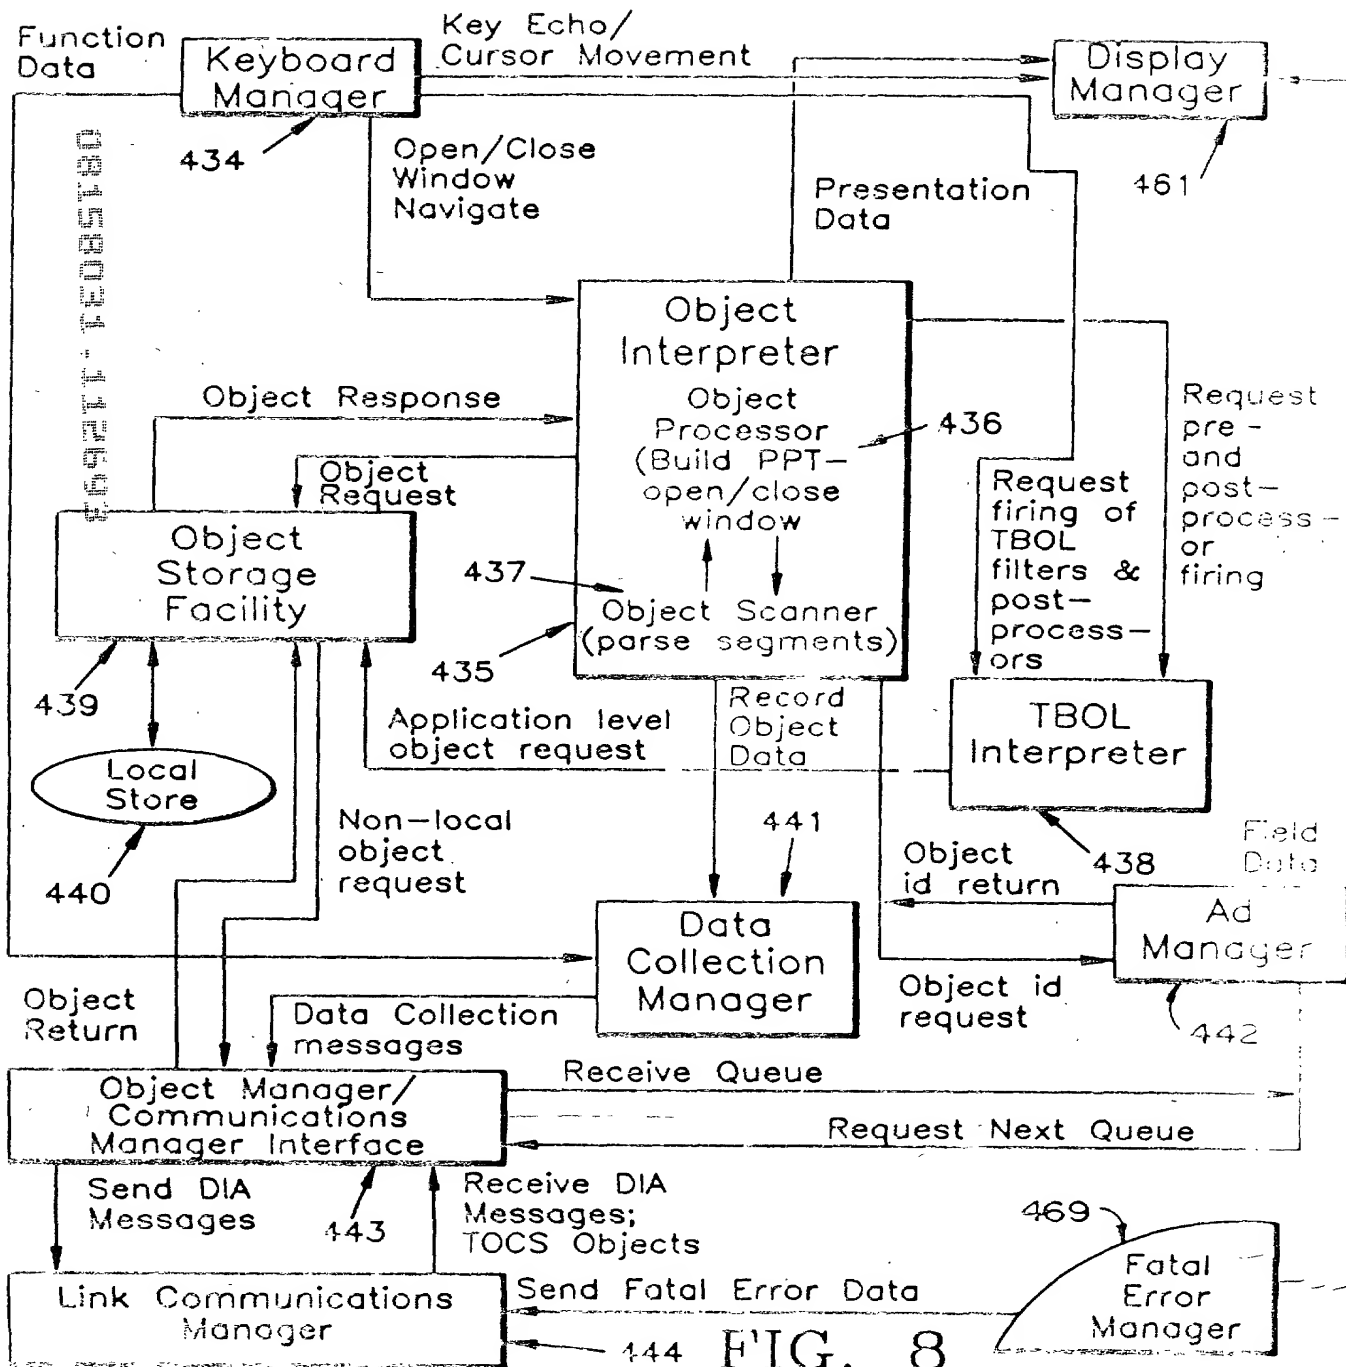 Function
Data
Keyboard
Manager
Key Echo/
Cursor Movement
Display
Manager
434
Open/Close
Window
Navigate
Presentation
Data
461
08158031.112693
Object
Interpreter
Object
Processor
(Build PPT-
open/close
window
436
Object Response
Object
Request
Request
firing of
TBOL
filters &
post-
process-
ors
Request
pre-
and
post-
process-
or
firing
Object
Storage
Facility
437
Object Scanner
(parse segments)
435
439
Local
Store
440
Application level
object request
Record
Object
Data
TBOL
Interpreter
438
Non-local
object
request
441
Object
id return
Field
Data
Data
Collection
Manager
Ad
Manager
442
Object id
request
Object
Return
Data Collection
messages
Object Manager/
Communications
Manager Interface
Receive Queue
Request Next Queue
Send DIA
Messages
443
Receive DIA
Messages;
TOCS Objects
469
Fatal
Error
Manager
Link Communications
Manager
Send Fatal Error Data
444
FIG. 8